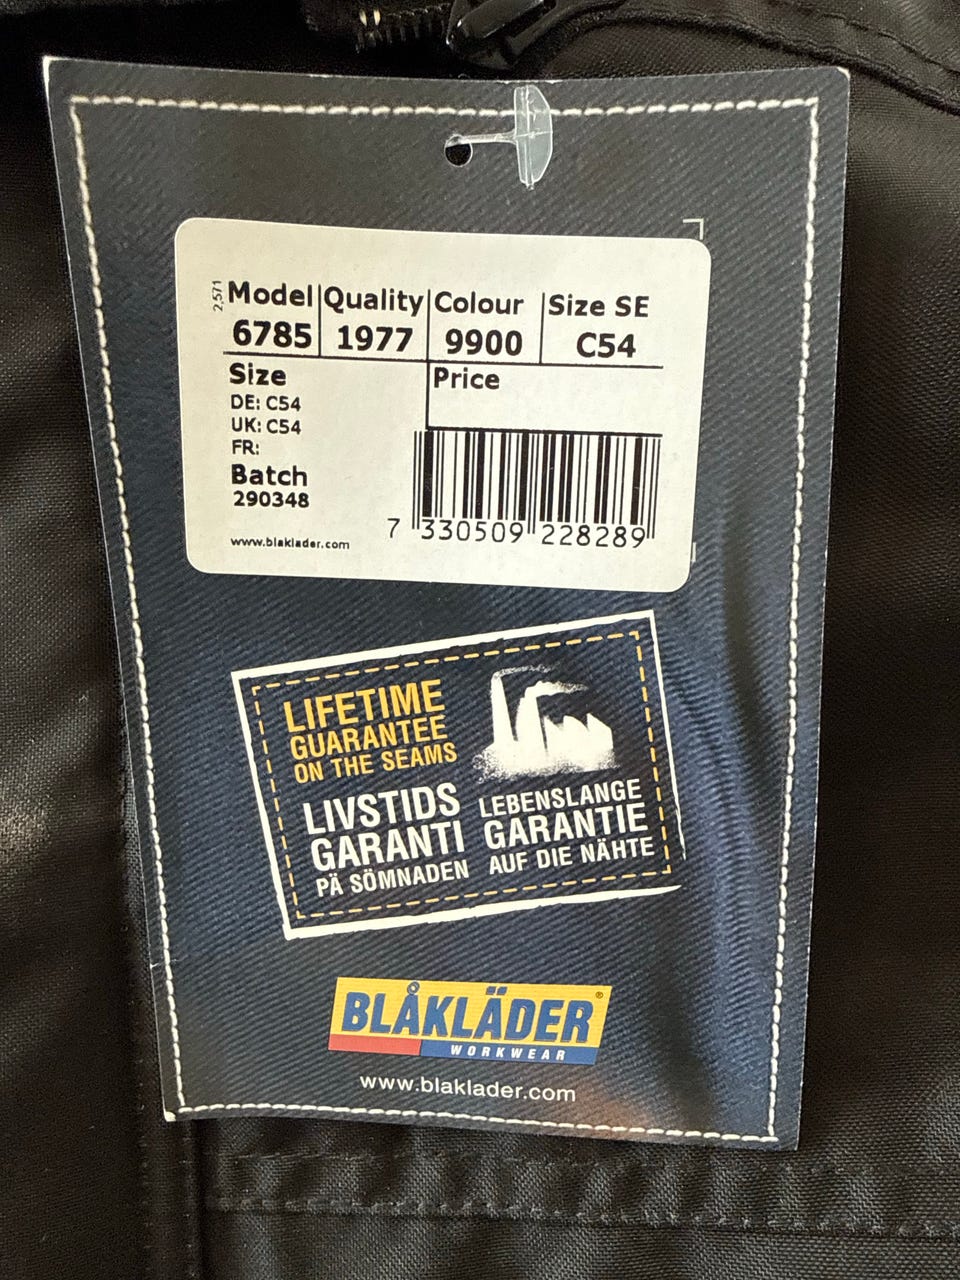 2,571
Model Quality Colour Size SE
6785 1977 9900 C54
Size Price
DE: C54
UK: C54
FR:
Batch
290348
7 330509 228289
www.blaklader.com
LIFETIME
GUARANTEE
ON THE SEAMS
LIVSTIDS
GARANTI
PÄ SÖMNADEN
LEBENSLANGE
GARANTIE
AUF DIE NÄHTE
BLÅKLÄDER®
WORKWEAR
www.blaklader.com